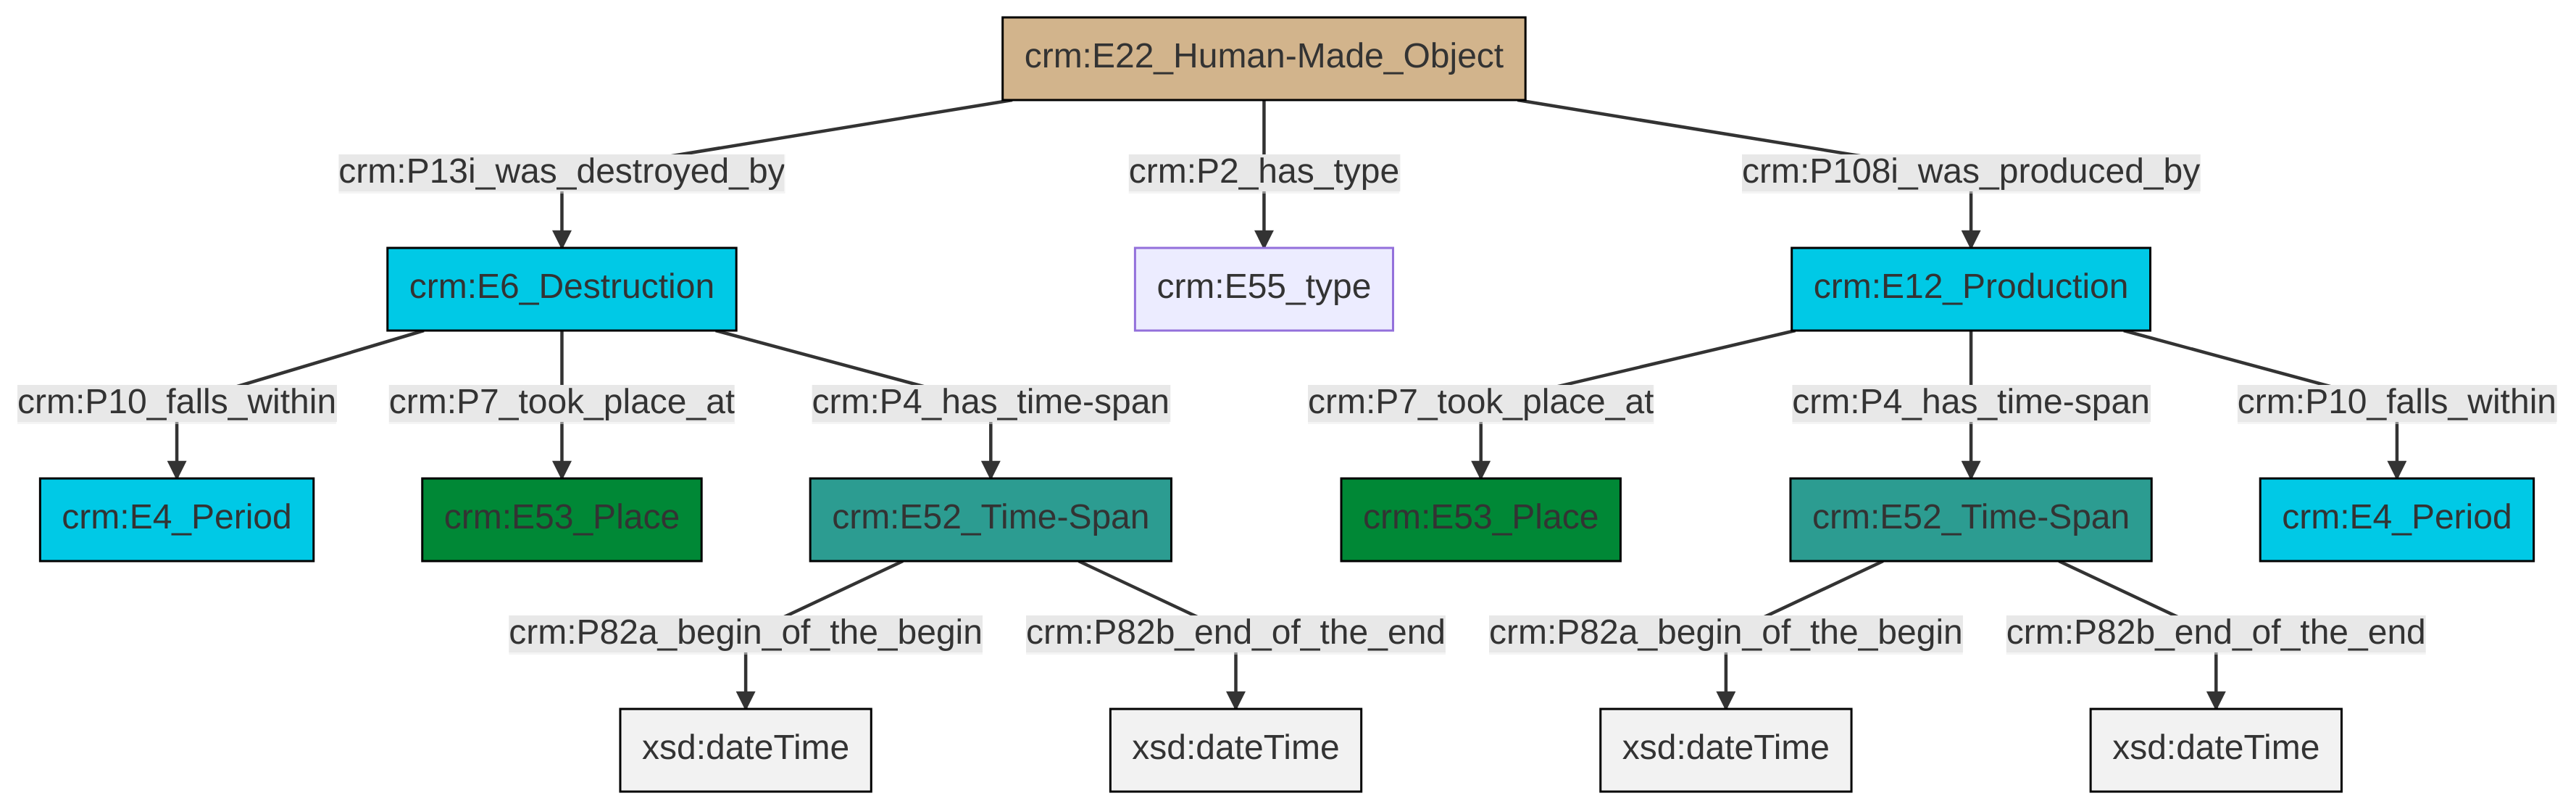 crm:E22_Human-Made_Object
crm:P13i_was_destroyed_by
crm:P2_has_type
crm:P108i_was_produced_by
crm:E6_Destruction
crm:E55_type
crm:E12_Production
crm:P10_falls_within
crm:P7_took_place_at
crm:P4_has_time-span
crm:P7_took_place_at
crm:P4_has_time-span
crm:P10_falls_within
crm:E4_Period
crm:E53_Place
crm:E52_Time-Span
crm:E53_Place
crm:E52_Time-Span
crm:E4_Period
crm:P82a_begin_of_the_begin
crm:P82b_end_of_the_end
crm:P82a_begin_of_the_begin
crm:P82b_end_of_the_end
xsd:dateTime
xsd:dateTime
xsd:dateTime
xsd:dateTime